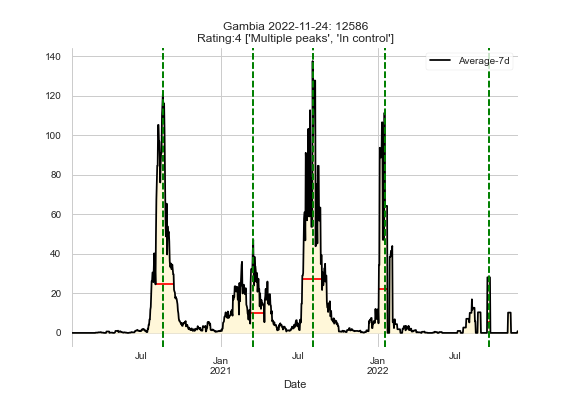 Gambia 2022-11-24: 12586
Rating:4 ['Multiple peaks', 'In control']
Average-7d
140
120
100
80
60
40
20
0
Jul
Jan
2021
Jul
Jan
2022
Jul
Date